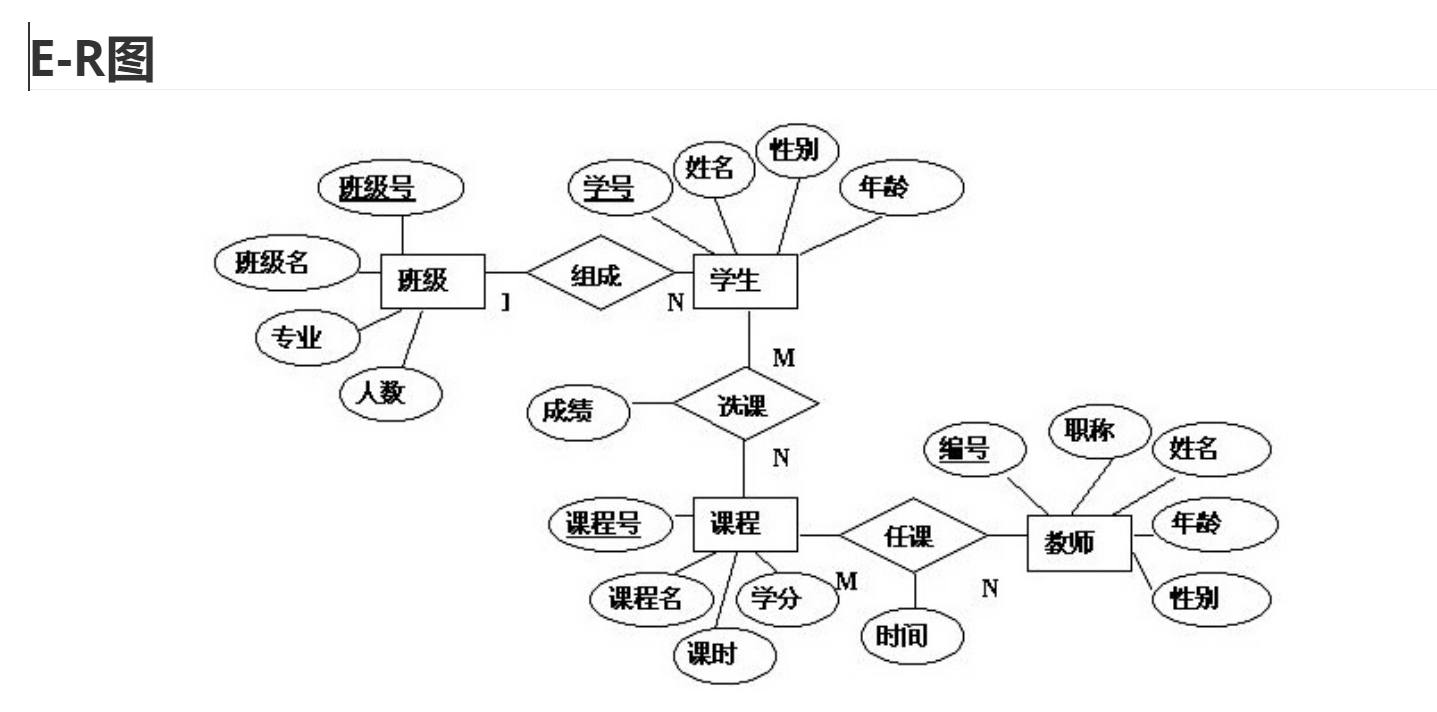 E-R图
性别
姓名
班级号
学号
年龄
班级名
班级
组成
学生
1
N
专业
人数
M
成绩
选课
N
编号
职称
姓名
课程号
课程
任课
教师
年龄
课程名
学分
M
N
性别
时间
课时